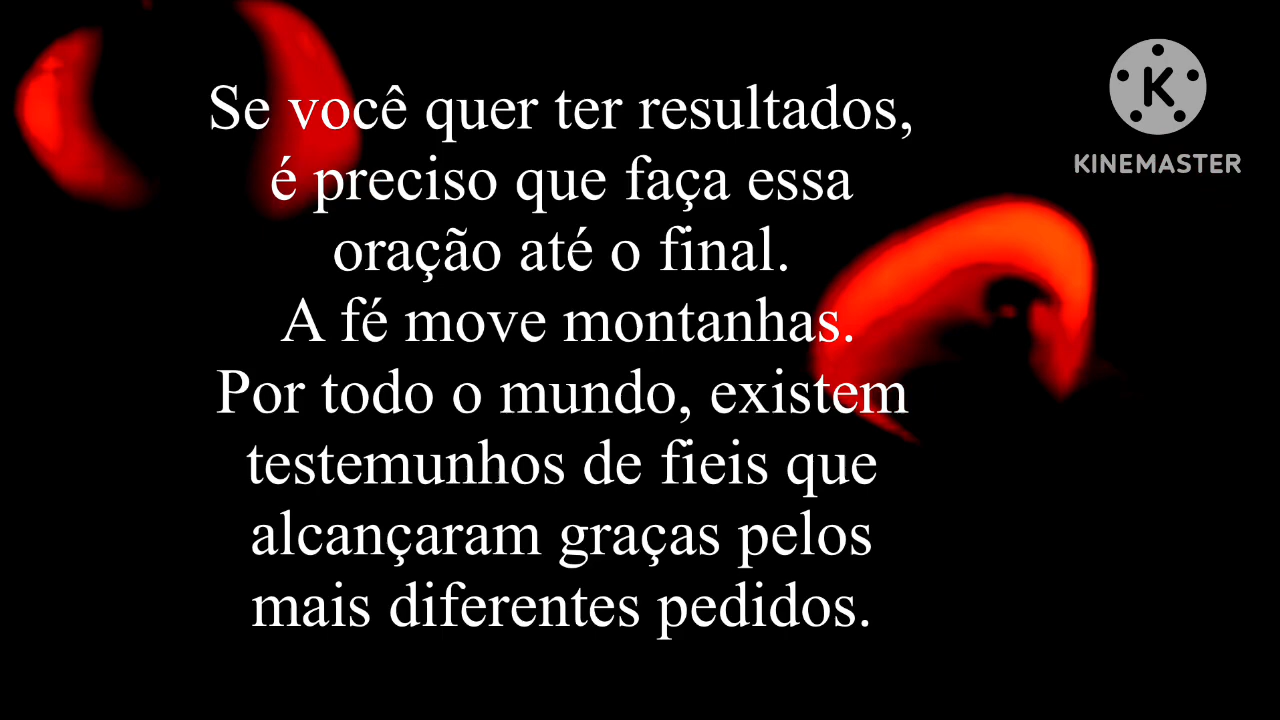 Se você quer ter resultados,
é preciso que faça essa
oração até o final.
A fé move montanhas.
Por todo o mundo, existem
testemunhos de fieis que
alcançaram graças pelos
mais diferentes pedidos.
K
KINEMASTER